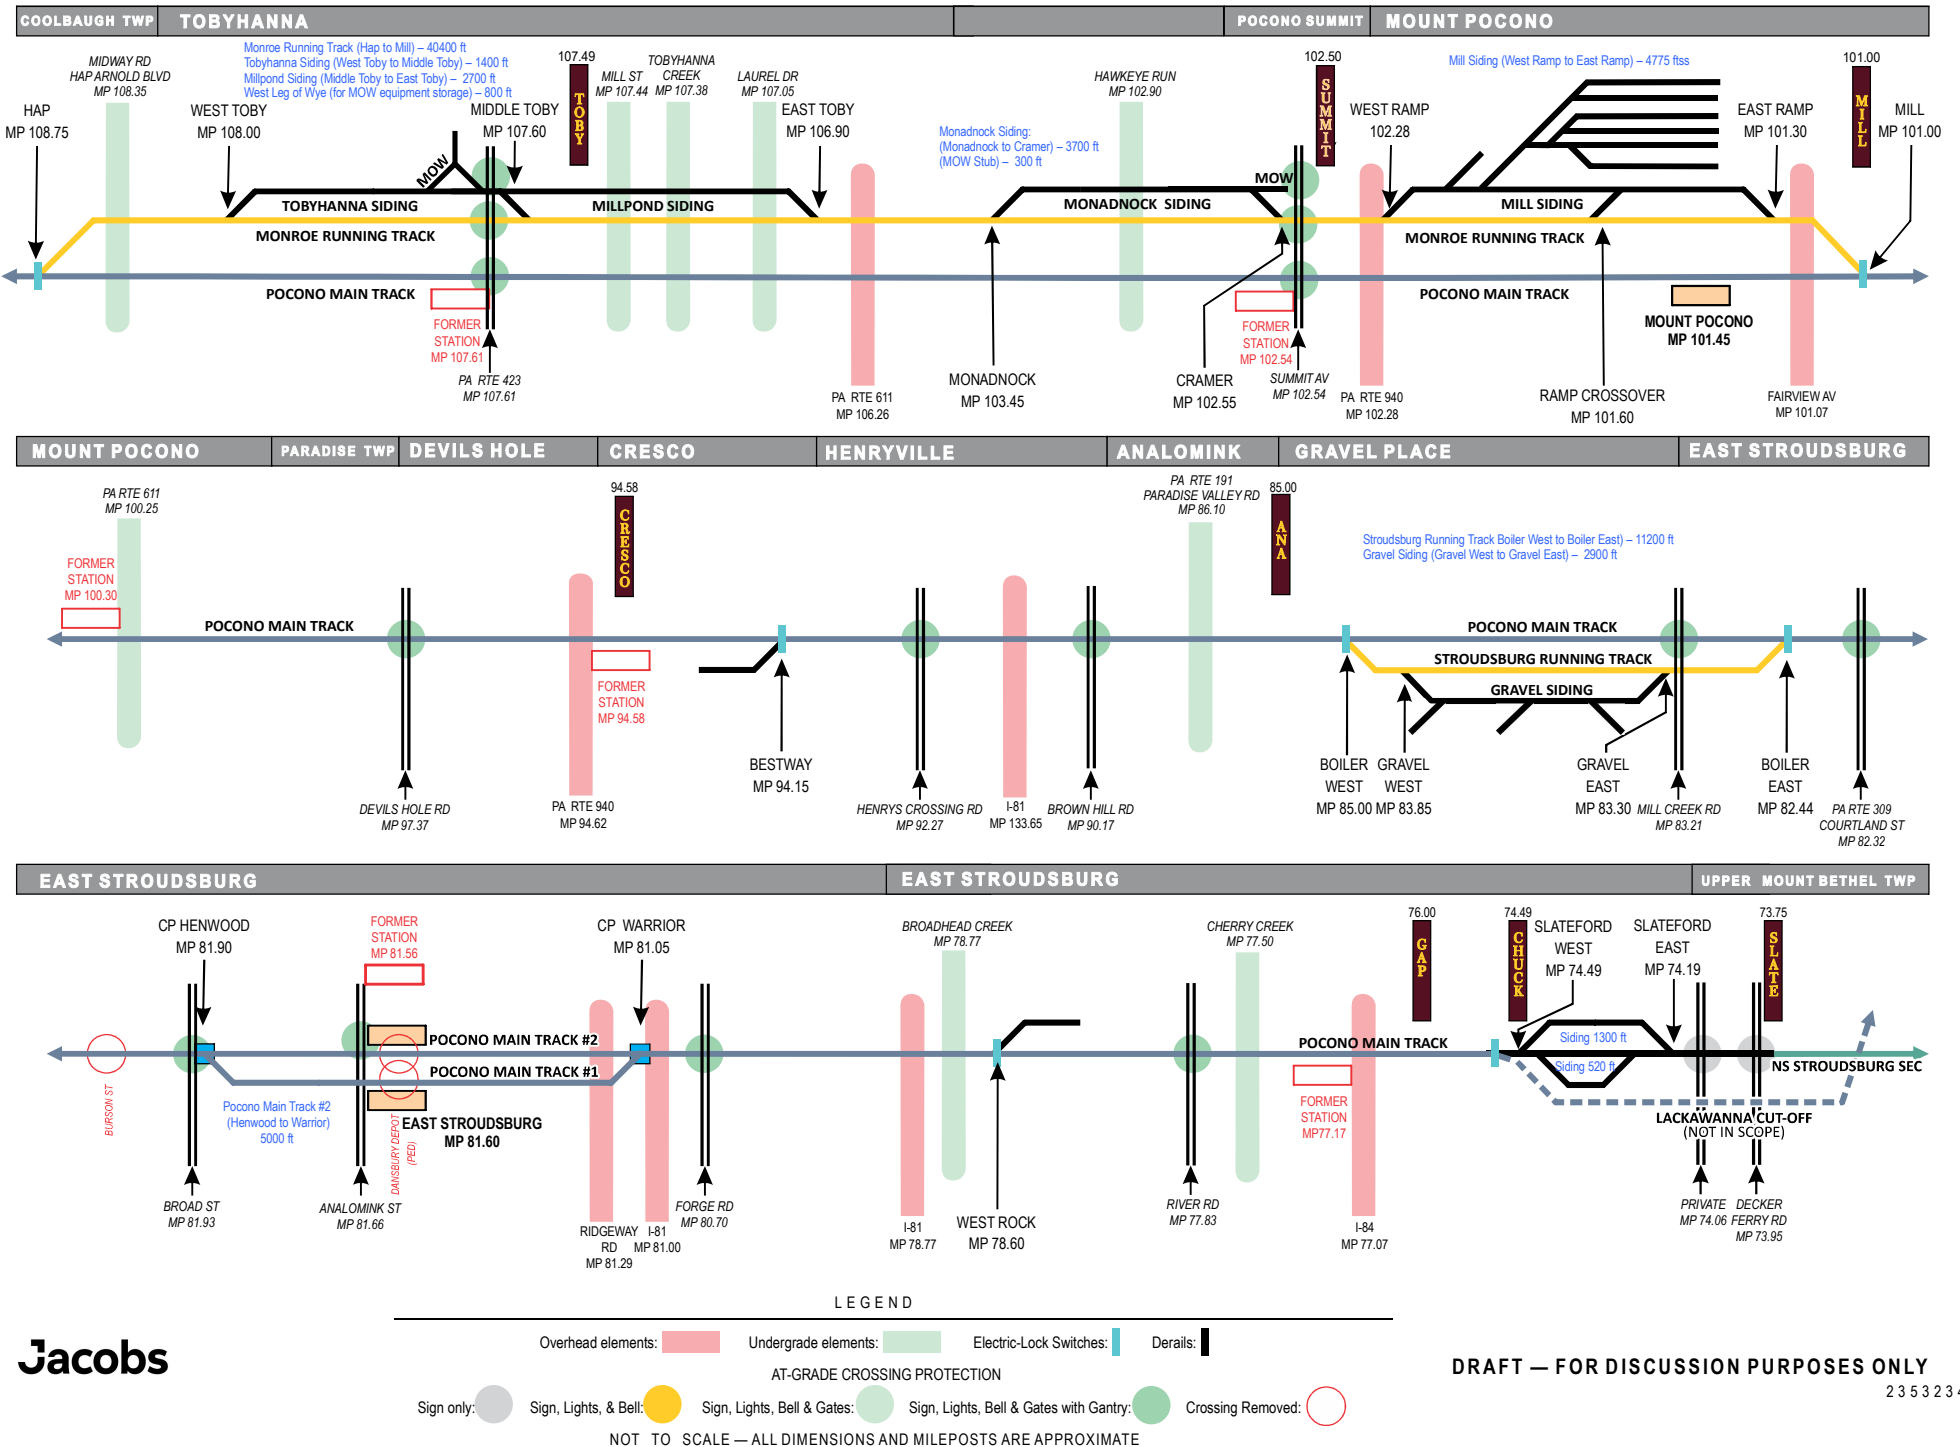 COOLBAUGH TWP
TOBYHANNA
POCONO SUMMIT
MOUNT POCONO
Monroe Running Track (Hap to Mill) – 40400 ft
Tobyhanna Siding (West Toby to Middle Toby) – 1400 ft
Millpond Siding (Middle Toby to East Toby) – 2700 ft
West Leg of Wye (for MOW equipment storage) – 800 ft
MIDWAY RD
HAP ARNOLD BLVD
MP 108.35
HAP
MP 108.75
WEST TOBY
MP 108.00
MIDDLE TOBY
MP 107.60
107.49
TOBY
MILL ST
MP 107.44
TOBYHANNA
CREEK
MP 107.38
LAUREL DR
MP 107.05
EAST TOBY
MP 106.90
Monadnock Siding:
(Monadnock to Cramer) – 3700 ft
(MOW Stub) – 300 ft
HAWKEYE RUN
MP 102.90
102.50
SUMMIT
WEST RAMP
102.28
Mill Siding (West Ramp to East Ramp) – 4775 ftss
EAST RAMP
MP 101.30
101.00
MILL
MILL
MP 101.00
MOW
MOW
TOBYHANNA SIDING
MILLPOND SIDING
MONADNOCK SIDING
MILL SIDING
MONROE RUNNING TRACK
MONROE RUNNING TRACK
POCONO MAIN TRACK
POCONO MAIN TRACK
FORMER
STATION
MP 107.61
PA RTE 423
MP 107.61
PA RTE 611
MP 106.26
MONADNOCK
MP 103.45
CRAMER
MP 102.55
FORMER
STATION
MP 102.54
SUMMIT AV
MP 102.54
PA RTE 940
MP 102.28
RAMP CROSSOVER
MP 101.60
MOUNT POCONO
MP 101.45
FAIRVIEW AV
MP 101.07
MOUNT POCONO
PARADISE TWP
DEVILS HOLE
CRESCO
HENRYVILLE
ANALOMINK
GRAVEL PLACE
EAST STROUDSBURG
PA RTE 611
MP 100.25
FORMER
STATION
MP 100.30
94.58
CRESCO
PA RTE 191
PARADISE VALLEY RD
MP 86.10
85.00
ANA
Stroudsburg Running Track Boiler West to Boiler East) – 11200 ft
Gravel Siding (Gravel West to Gravel East) – 2900 ft
POCONO MAIN TRACK
POCONO MAIN TRACK
STROUDSBURG RUNNING TRACK
GRAVEL SIDING
FORMER
STATION
MP 94.58
DEVILS HOLE RD
MP 97.37
PA RTE 940
MP 94.62
BESTWAY
MP 94.15
HENRYS CROSSING RD
MP 92.27
I-81
MP 133.65
BROWN HILL RD
MP 90.17
BOILER
WEST
MP 85.00
GRAVEL
WEST
MP 83.85
GRAVEL
EAST
MP 83.30
MILL CREEK RD
MP 83.21
BOILER
EAST
MP 82.44
PA RTE 309
COURTLAND ST
MP 82.32
EAST STROUDSBURG
EAST STROUDSBURG
UPPER MOUNT BETHEL TWP
CP HENWOOD
MP 81.90
FORMER
STATION
MP 81.56
CP WARRIOR
MP 81.05
BROADHEAD CREEK
MP 78.77
CHERRY CREEK
MP 77.50
76.00
GAP
74.49
CHUCK
SLATEFORD
WEST
MP 74.49
SLATEFORD
EAST
MP 74.19
73.75
SLATE
POCONO MAIN TRACK #2
POCONO MAIN TRACK #1
POCONO MAIN TRACK
Siding 1300 ft
Siding 520 ft
NS STROUDSBURG SEC
LACKAWANNA CUT-OFF
(NOT IN SCOPE)
BURSON ST
Pocono Main Track #2
(Henwood to Warrior)
5000 ft
DANSBURY DEPOT
(PED)
EAST STROUDSBURG
MP 81.60
FORMER
STATION
MP77.17
BROAD ST
MP 81.93
ANALOMINK ST
MP 81.66
RIDGEWAY
RD
MP 81.29
I-81
MP 81.00
FORGE RD
MP 80.70
I-81
MP 78.77
WEST ROCK
MP 78.60
RIVER RD
MP 77.83
I-84
MP 77.07
PRIVATE
MP 74.06
DECKER
FERRY RD
MP 73.95
LEGEND
Overhead elements:
Undergrade elements:
Electric-Lock Switches:
Derails:
AT-GRADE CROSSING PROTECTION
Sign only:
Sign, Lights, & Bell:
Sign, Lights, Bell & Gates:
Sign, Lights, Bell & Gates with Gantry:
Crossing Removed:
NOT TO SCALE — ALL DIMENSIONS AND MILEPOSTS ARE APPROXIMATE
Jacobs
DRAFT — FOR DISCUSSION PURPOSES ONLY
235323